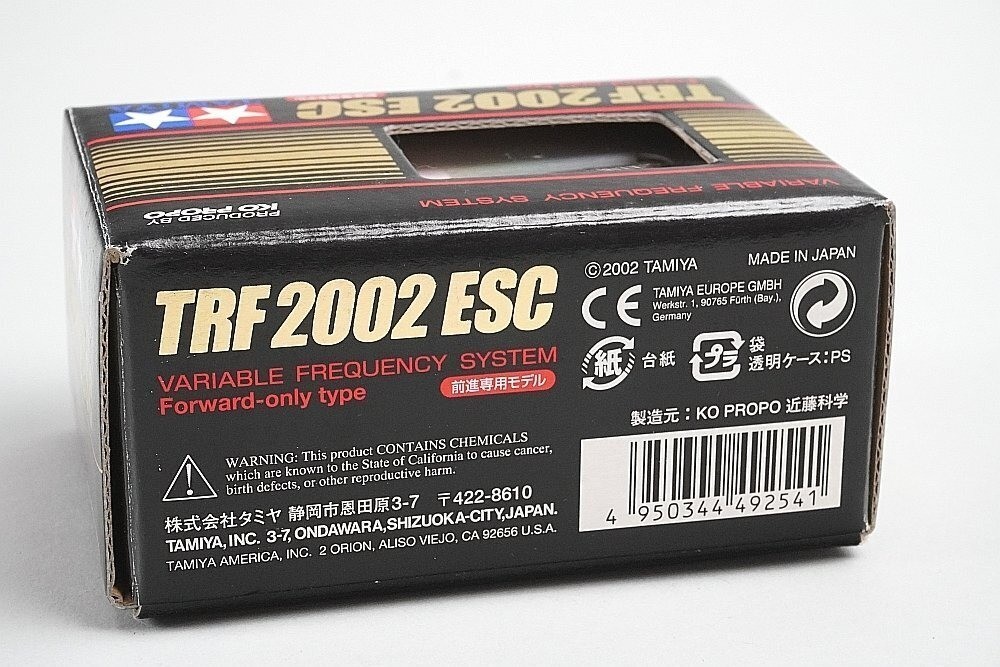 TAMIYA
TRF 2002 ESC
VARIABLE FREQUENCY SYSTEM
PRODUCED BY
KO PROPO
TRF 2002 ESC
VARIABLE FREQUENCY SYSTEM
Forward-only type
前進専用モデル
WARNING: This product CONTAINS CHEMICALS
which are known to the State of California to cause cancer,
birth defects, or other reproductive harm.
株式会社タミヤ 静岡市恩田原3-7 〒422-8610
TAMIYA, INC. 3-7, ONDAWARA,SHIZUOKA-CITY,JAPAN.
TAMIYA AMERICA, INC. 2 ORION, ALISO VIEJO, CA 92656 U.S.A.
©2002 TAMIYA
MADE IN JAPAN
CE
TAMIYA EUROPE GMBH
Werkstr. 1, 90765 Fürth (Bay.),
Germany
紙 台紙
プラ
袋
透明ケース:PS
製造元:KO PROPO 近藤科学
4 950344 492541